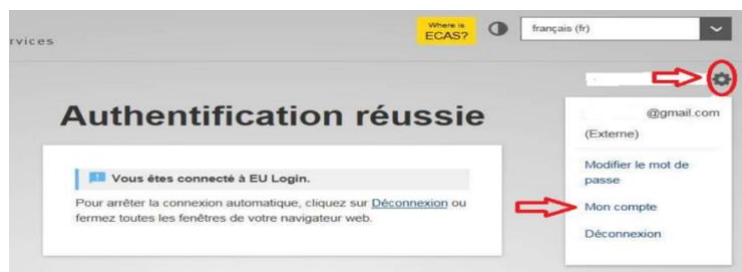 Where is
ECAS?
français (fr)
rvices
Authentification réussie
@gmail.com
(Externe)
Vous êtes connecté à EU Login.
Modifier le mot de
passe
Pour arrêter la connexion automatique, cliquez sur Déconnexion ou
fermez toutes les fenêtres de votre navigateur web.
Mon compte
Déconnexion